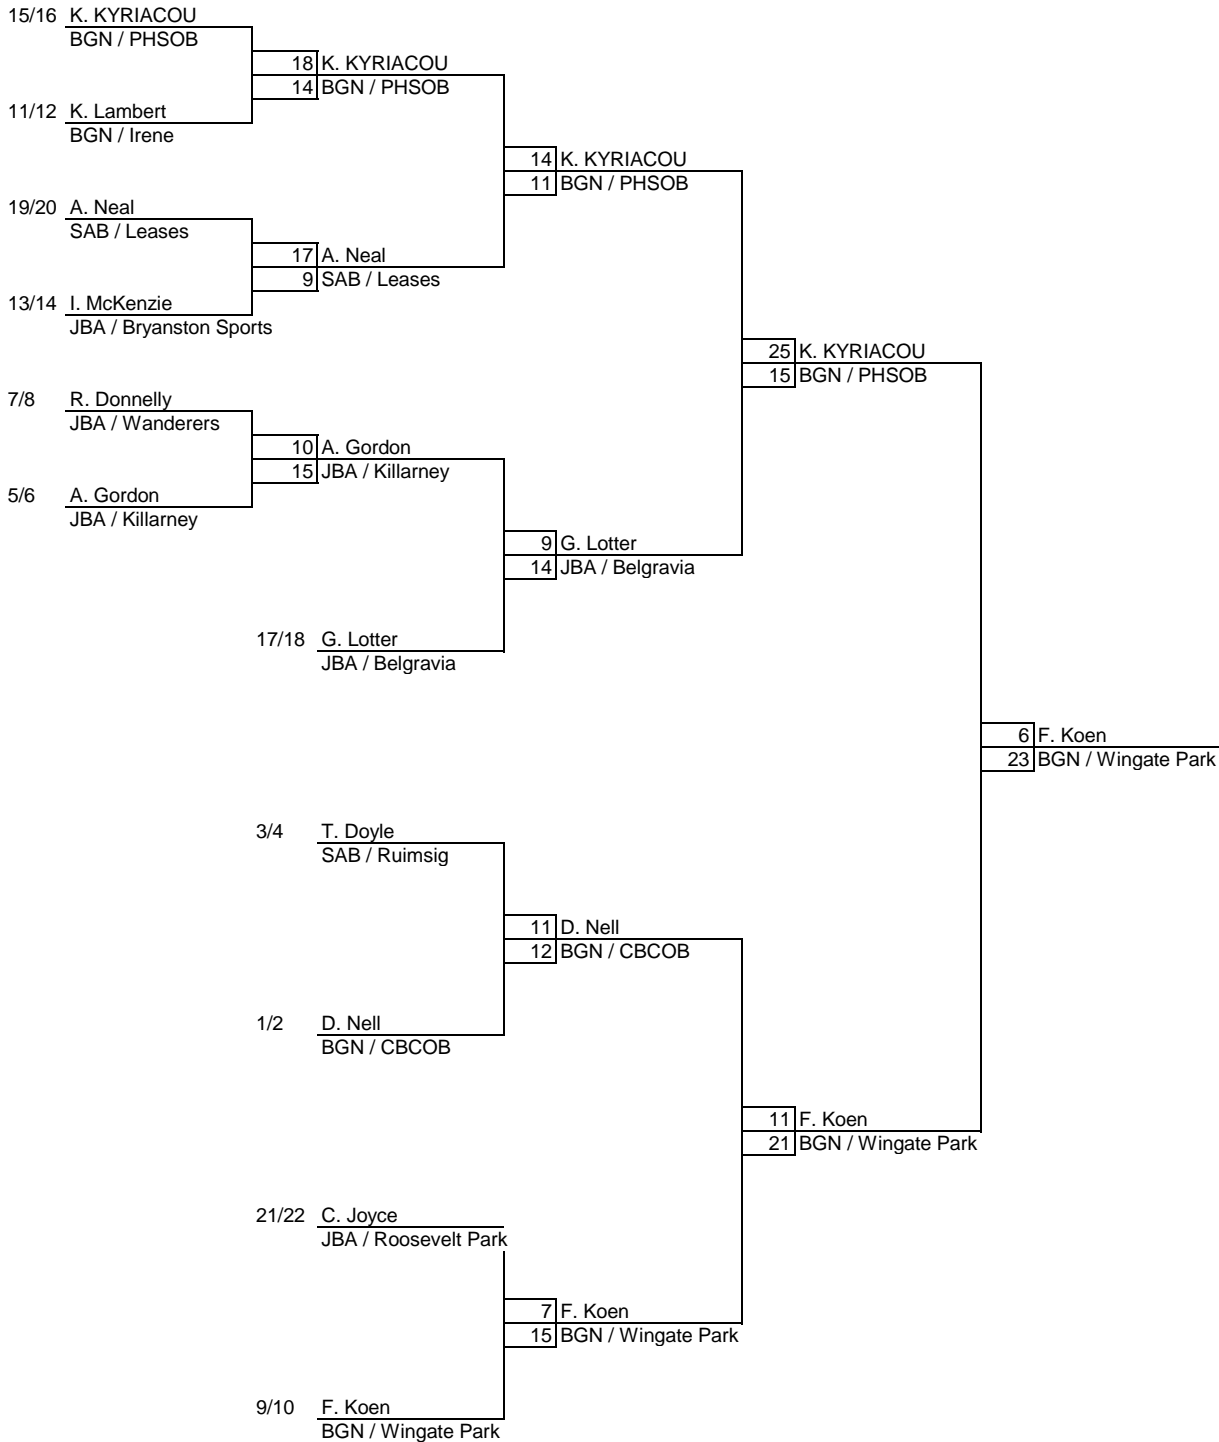 15/16 K. KYRIACOU
BGN / PHSOB
18 K. KYRIACOU
14 BGN / PHSOB
11/12 K. Lambert
BGN / Irene
14 K. KYRIACOU
11 BGN / PHSOB
19/20 A. Neal
SAB / Leases
17 A. Neal
9 SAB / Leases
13/14 I. McKenzie
JBA / Bryanston Sports
25 K. KYRIACOU
15 BGN / PHSOB
7/8 R. Donnelly
JBA / Wanderers
10 A. Gordon
15 JBA / Killarney
5/6 A. Gordon
JBA / Killarney
9 G. Lotter
14 JBA / Belgravia
17/18 G. Lotter
JBA / Belgravia
6 F. Koen
23 BGN / Wingate Park
3/4 T. Doyle
SAB / Ruimsig
11 D. Nell
12 BGN / CBCOB
1/2 D. Nell
BGN / CBCOB
11 F. Koen
21 BGN / Wingate Park
21/22 C. Joyce
JBA / Roosevelt Park
7 F. Koen
15 BGN / Wingate Park
9/10 F. Koen
BGN / Wingate Park